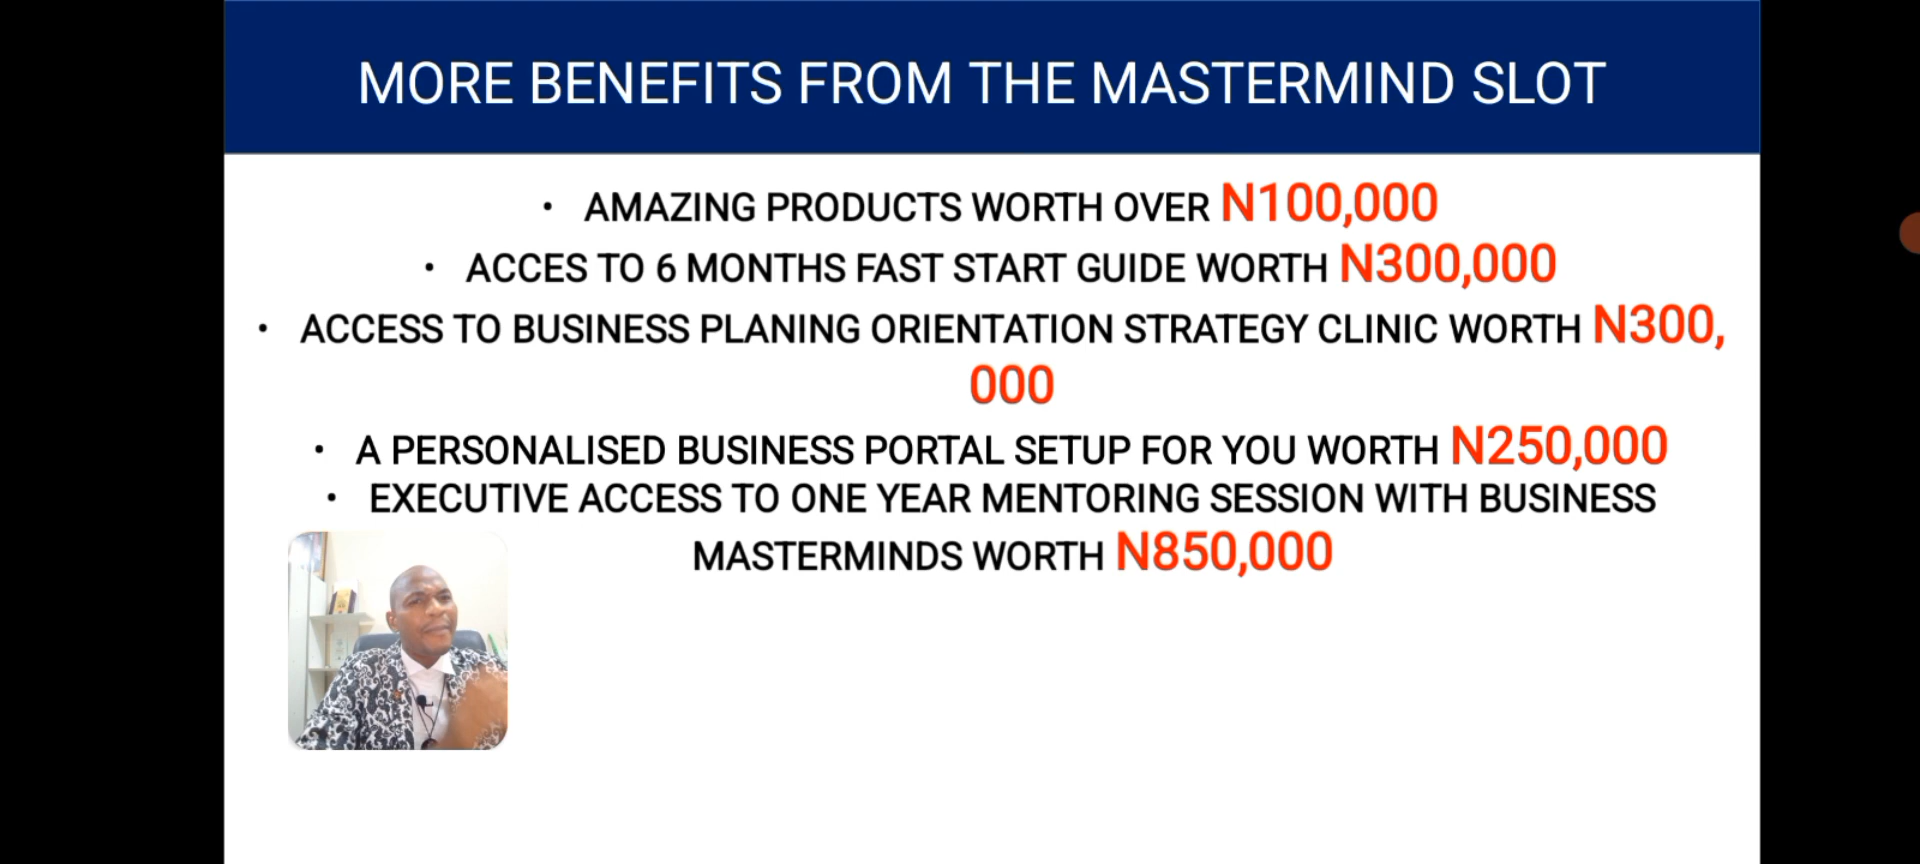 MORE BENEFITS FROM THE MASTERMIND SLOT
• AMAZING PRODUCTS WORTH OVER N100,000
• ACCES TO 6 MONTHS FAST START GUIDE WORTH N300,000
• ACCESS TO BUSINESS PLANING ORIENTATION STRATEGY CLINIC WORTH N300,
000
• A PERSONALISED BUSINESS PORTAL SETUP FOR YOU WORTH N250,000
• EXECUTIVE ACCESS TO ONE YEAR MENTORING SESSION WITH BUSINESS
MASTERMINDS WORTH N850,000